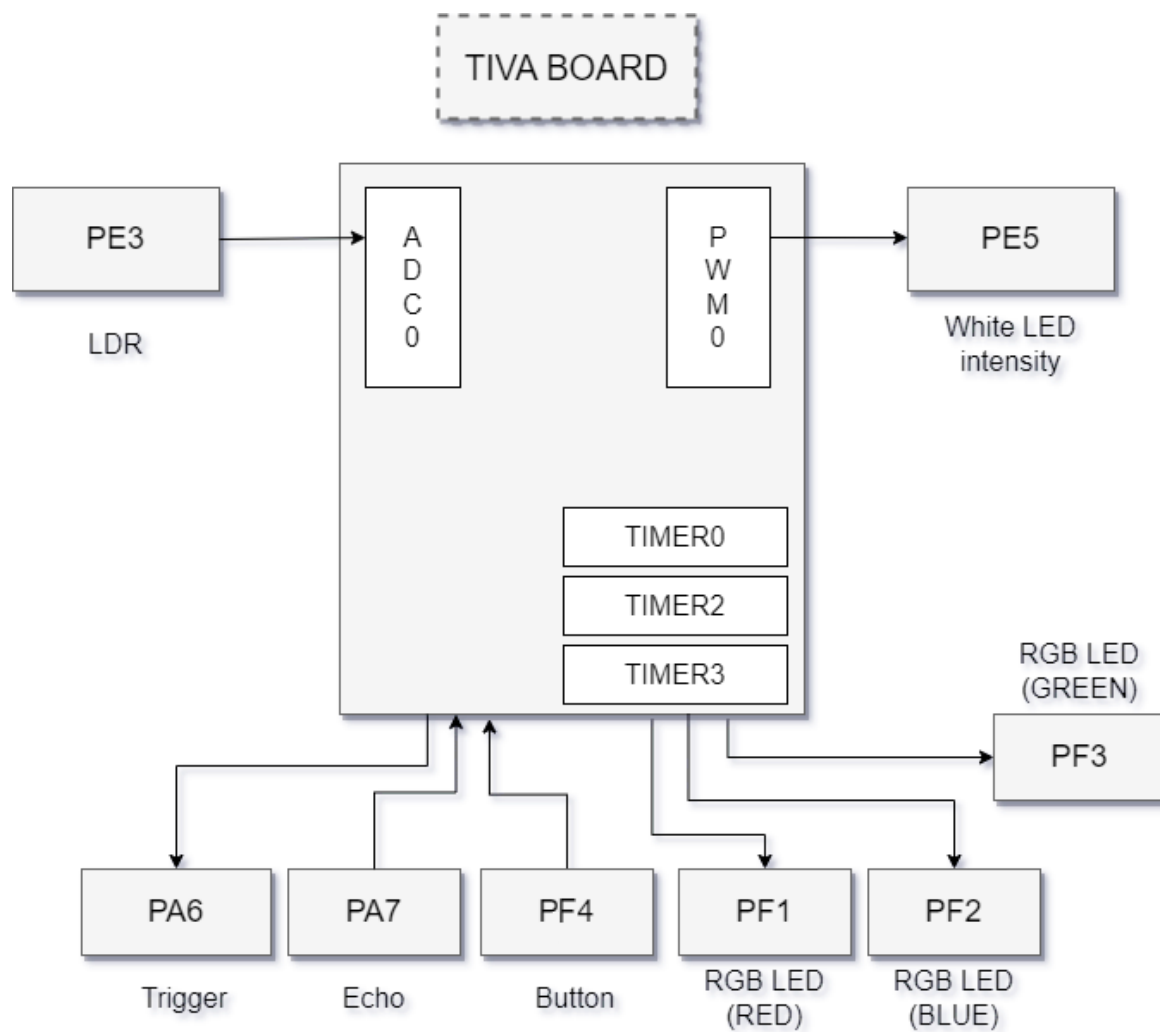 TIVA BOARD
PE3
LDR
A
D
C
0
P
W
M
0
PE5
White LED
intensity
TIMER0
TIMER2
TIMER3
RGB LED
(GREEN)
PF3
PA6
Trigger
PA7
Echo
PF4
Button
PF1
RGB LED
(RED)
PF2
RGB LED
(BLUE)